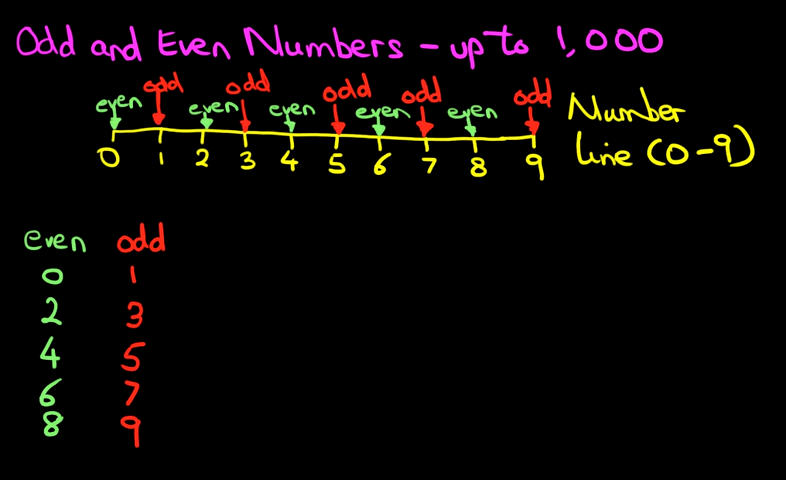 Odd and Even Numbers - up to 1,000
even odd even odd even odd even odd even odd
0 1 2 3 4 5 6 7 8 9
Number
line (0-9)
even odd
0 1
2 3
4 5
6 7
8 9